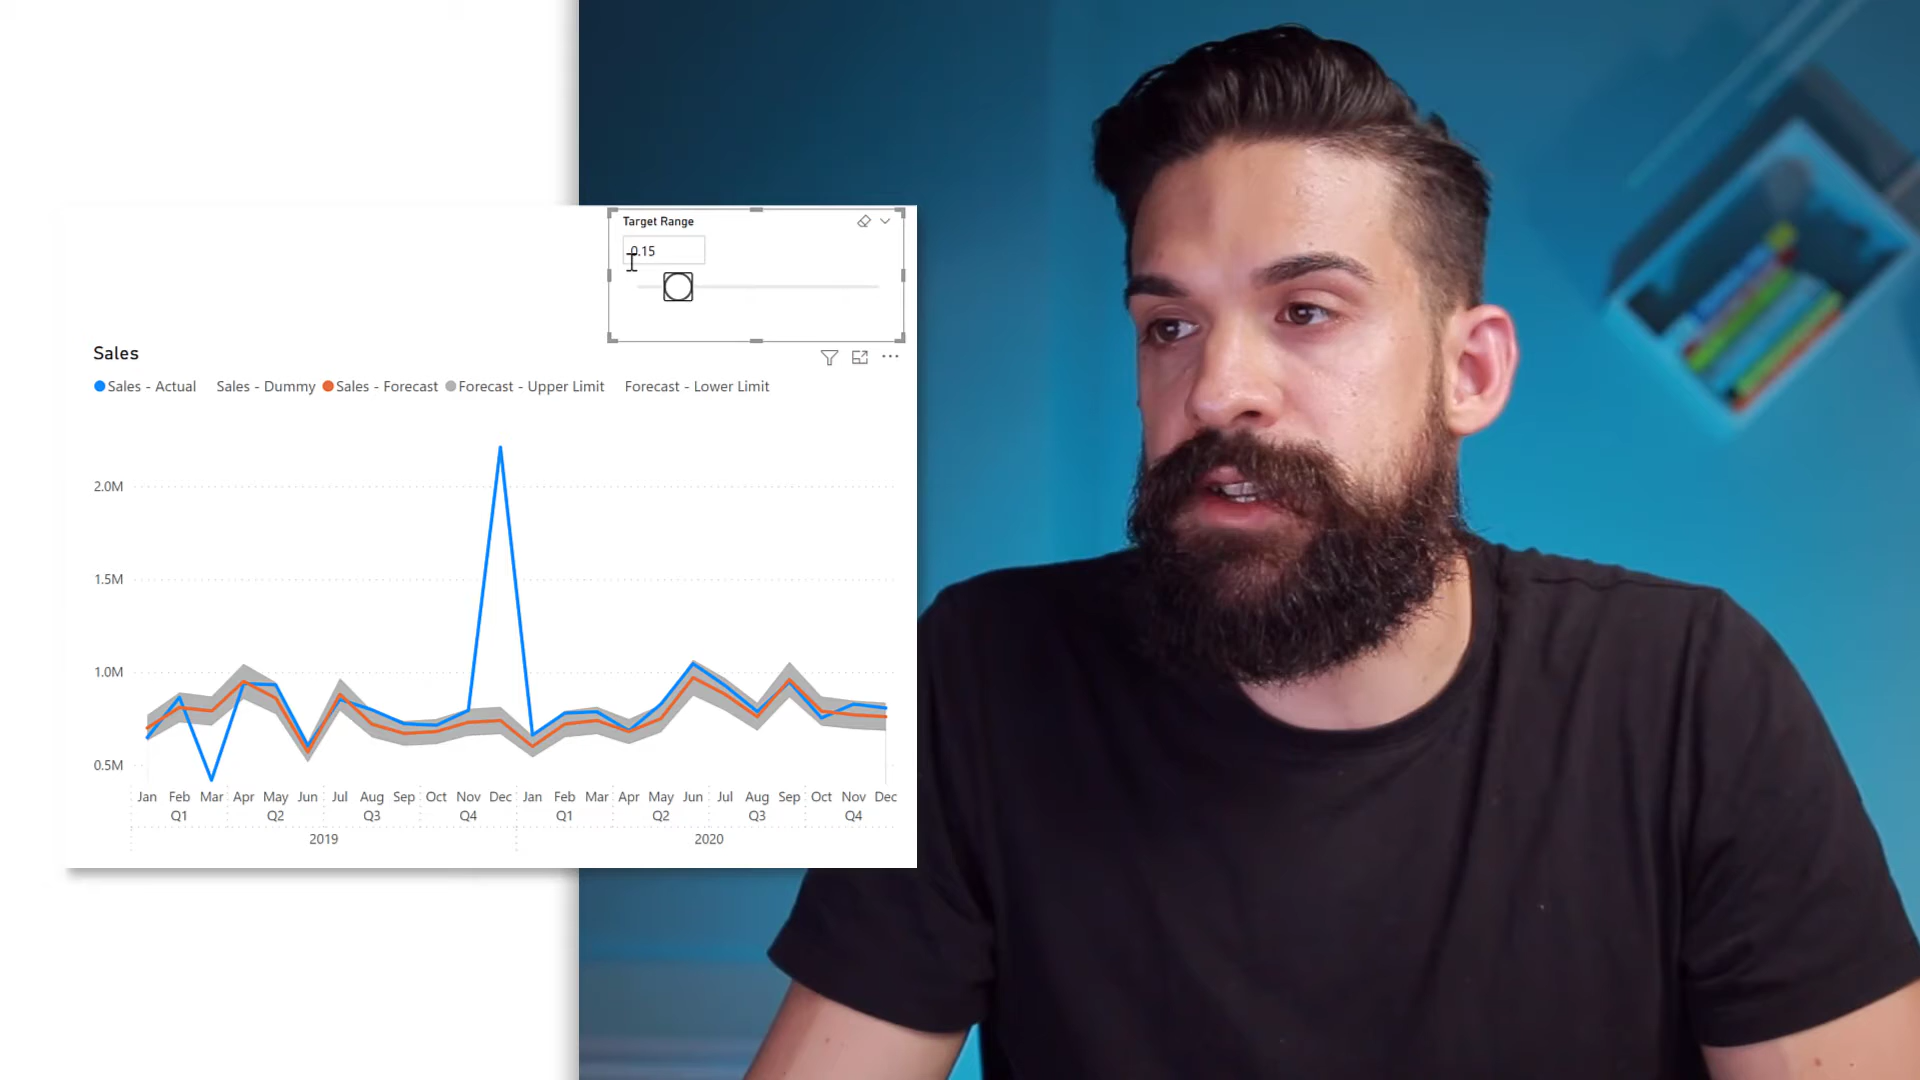 Target Range
0.15
Sales
Sales - Actual Sales - Dummy Sales - Forecast Forecast - Upper Limit Forecast - Lower Limit
2.0M
1.5M
1.0M
0.5M
Jan Feb Mar Apr May Jun Jul Aug Sep Oct Nov Dec Jan Feb Mar Apr May Jun Jul Aug Sep Oct Nov Dec
Q1 Q2 Q3 Q4 Q1 Q2 Q3 Q4
2019 2020